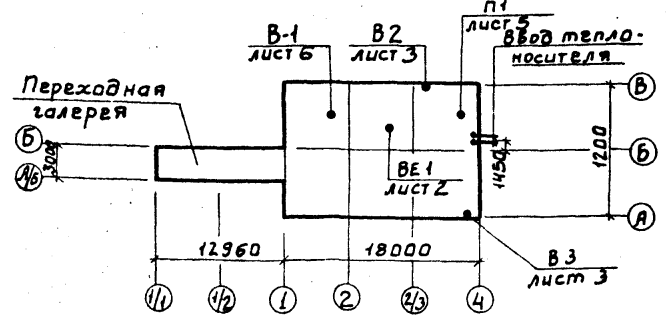 П1
лист 5
В-1
лист 6
В2
лист 3
Ввод тепло-
носителя
Переходная
галерея
В
Б
3000
А/Б
ВЕ1
лист 2
1450
1200
Б
А
12960
18000
В3
лист 3
1/1
1/2
1
2
2/3
4